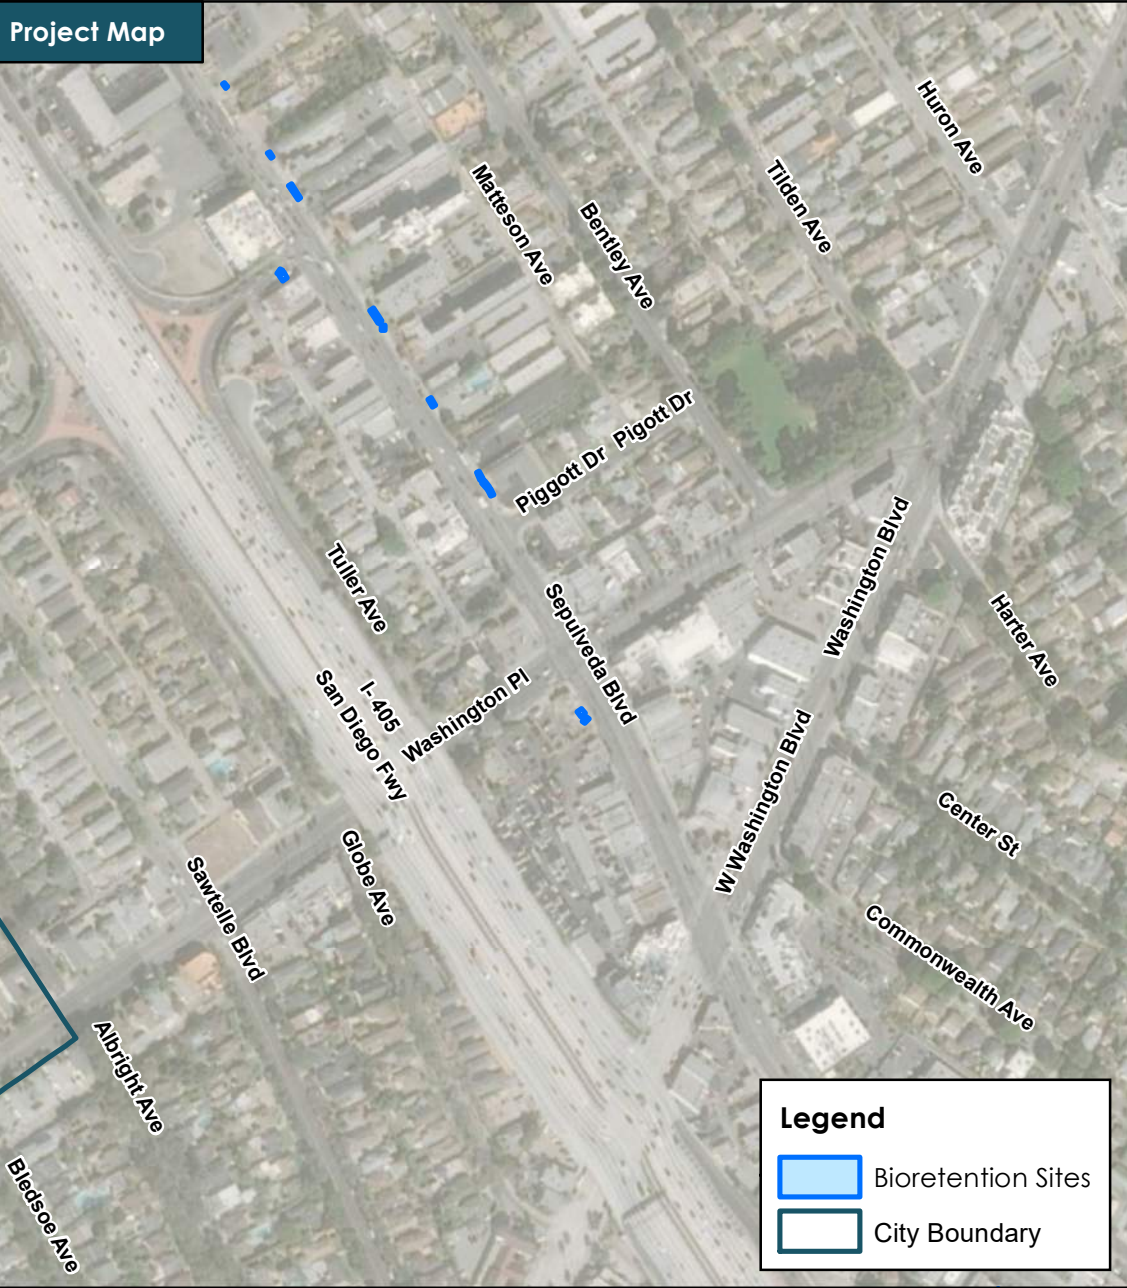 Project Map
Huron Ave
Tilden Ave
Matteson Ave
Bentley Ave
Pigott Dr
Piggott Dr
Washington Blvd
Tuller Ave
Sepulveda Blvd
Harter Ave
I- 405
San Diego Fwy
Washington Pl
W Washington Blvd
Center St
Globe Ave
Sawtelle Blvd
Commonwealth Ave
Albright Ave
Bledsoe Ave
Legend
Bioretention Sites
City Boundary